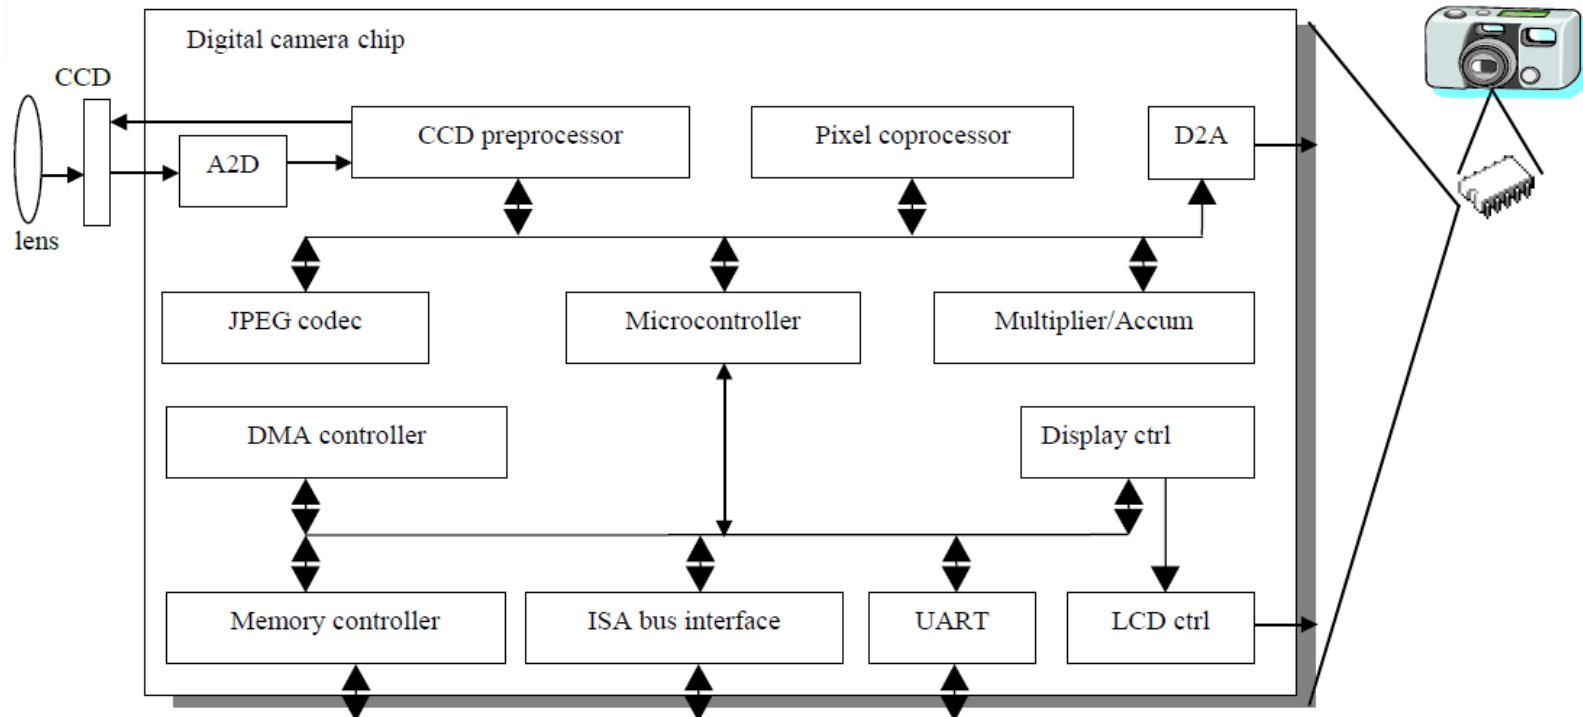 Digital camera chip
CCD
lens
A2D
CCD preprocessor
Pixel coprocessor
D2A
JPEG codec
Microcontroller
Multiplier/Accum
DMA controller
Display ctrl
Memory controller
ISA bus interface
UART
LCD ctrl